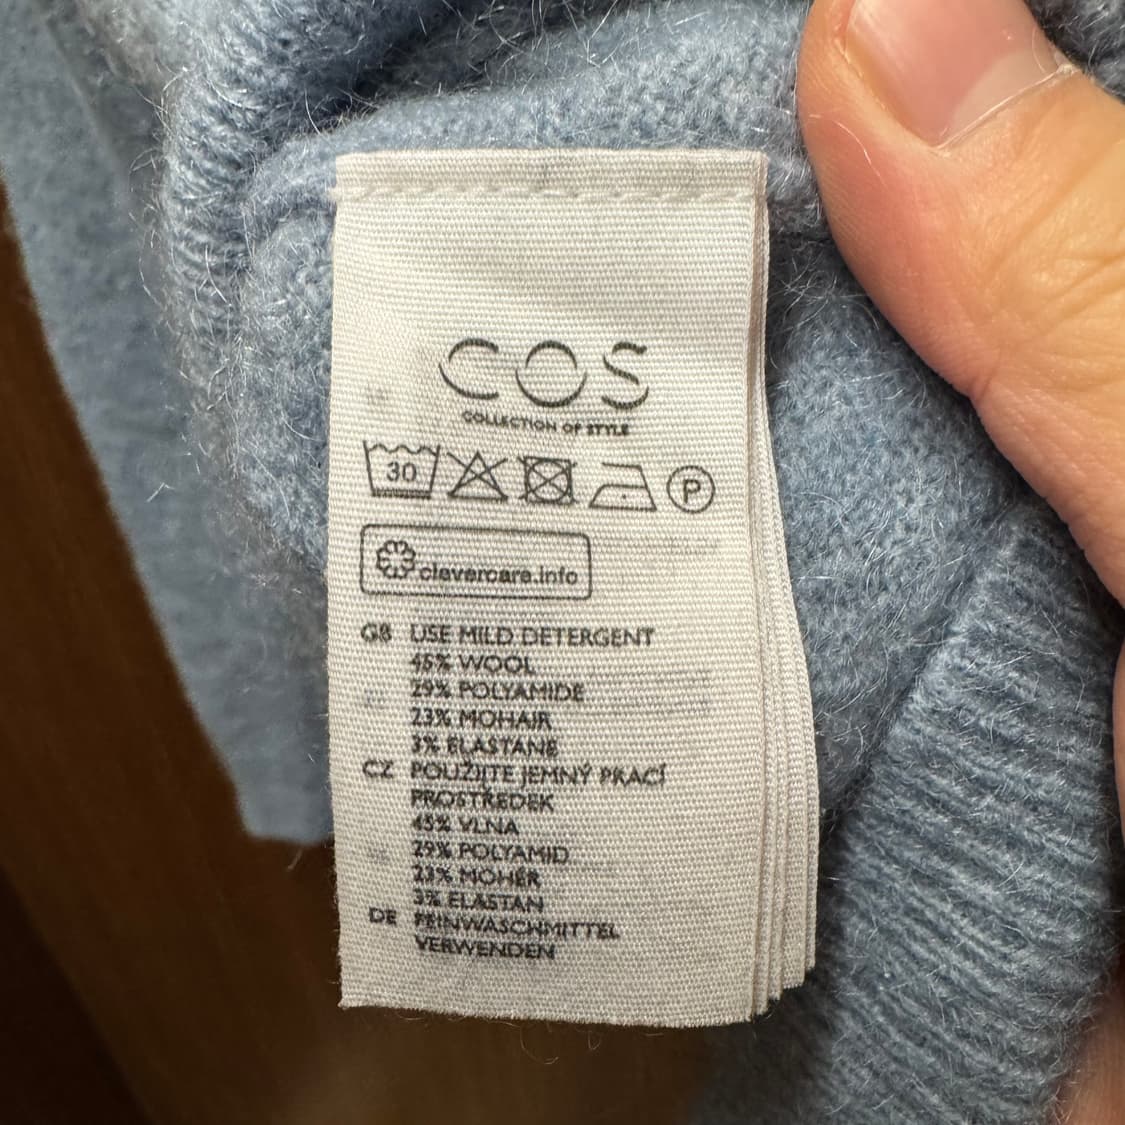 COS
COLLECTION OF STYLE
30 P
clevercare.info
GB USE MILD DETERGENT
45% WOOL
29% POLYAMIDE
23% MOHAIR
3% ELASTANE
CZ POUŽIJTE JEMNÝ PRACÍ
PROSTŘEDEK
45% VLNA
29% POLYAMID
23% MOHÉR
3% ELASTAN
DE FEINWASCHMITTEL
VERWENDEN